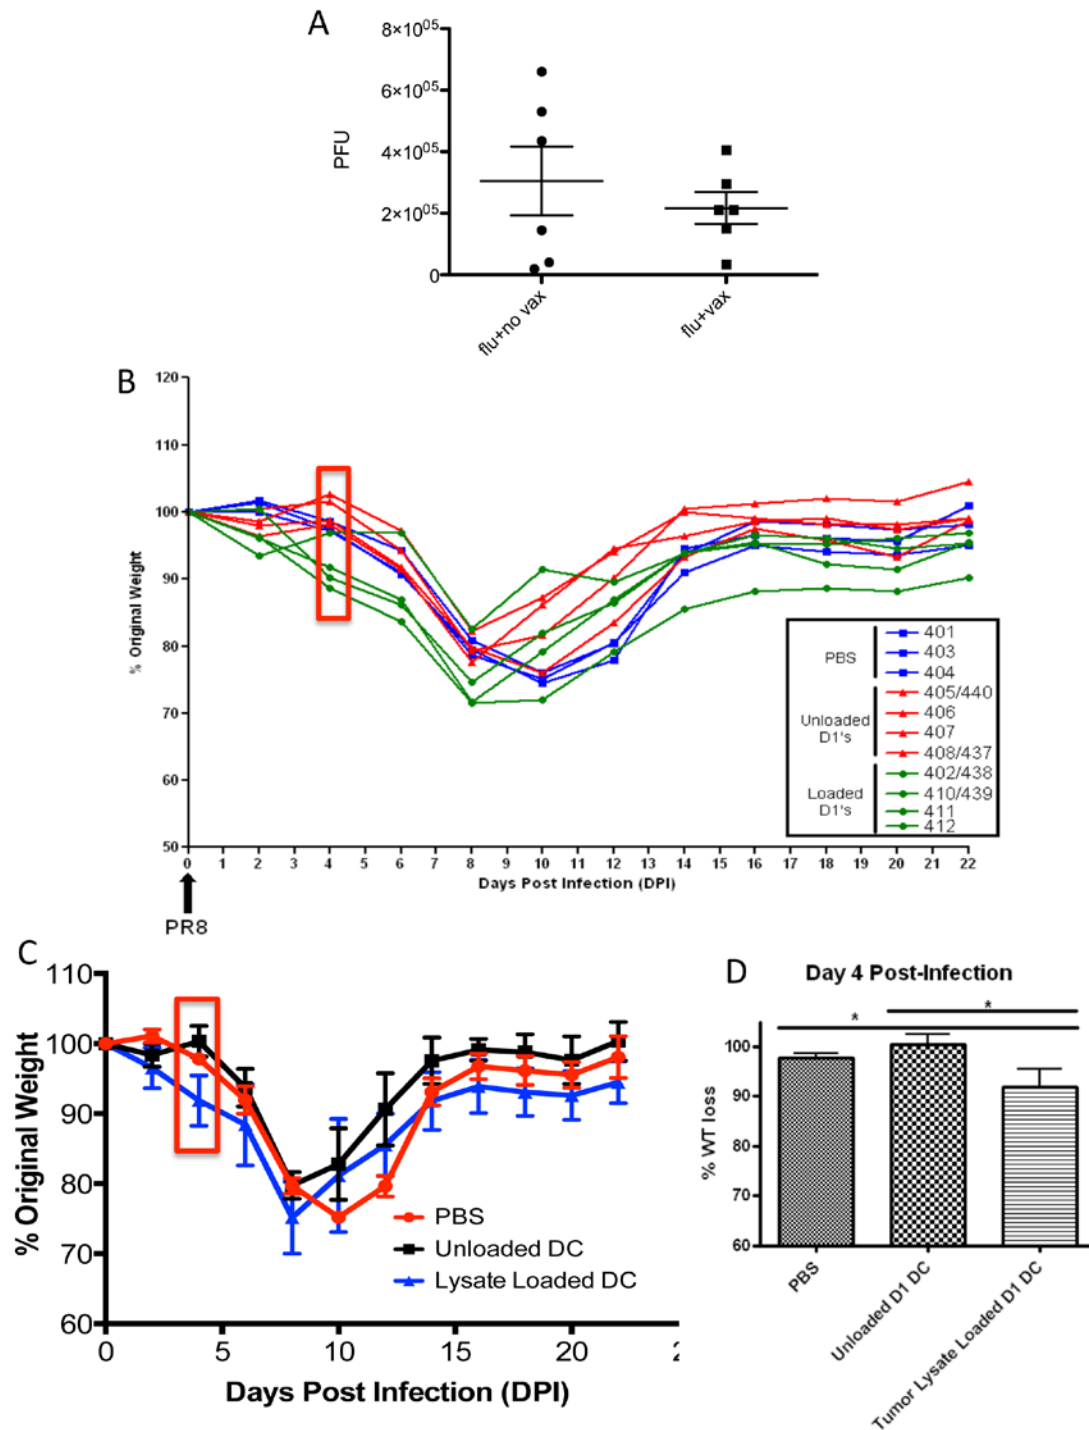 A
8×10⁰⁵
6×10⁰⁵
4×10⁰⁵
2×10⁰⁵
0
PFU
flu+no vax
flu+vax
B
120
110
100
90
80
70
60
50
% Original Weight
0 1 2 3 4 5 6 7 8 9 10 11 12 13 14 15 16 17 18 19 20 21 22
Days Post Infection (DPI)
PR8
PBS
401
403
404
Unloaded
D1's
405/440
406
407
408/437
Loaded
D1's
402/438
410/439
411
412
C
110
100
90
80
70
60
% Original Weight
PBS
Unloaded DC
Lysate Loaded DC
0 5 10 15 20
Days Post Infection (DPI)
D
Day 4 Post-Infection
*
*
100
90
80
70
60
% WT loss
PBS
Unloaded D1 DC
Tumor Lysate Loaded D1 DC